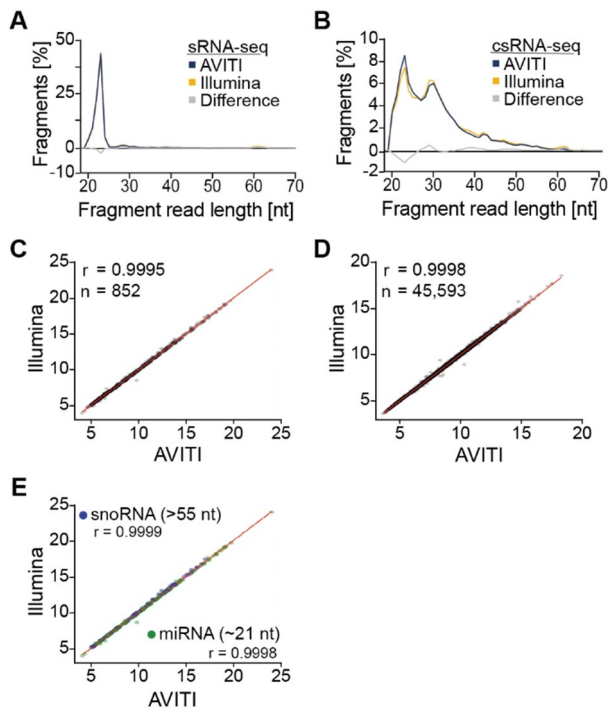 A
B
Fragments [%]
50
25
0
-10
20
30
40
50
60
70
Fragment read length [nt]
sRNA-seq
AVITI
Illumina
Difference
Fragments [%]
10
8
6
4
2
0
-2
20
30
40
50
60
70
Fragment read length [nt]
csRNA-seq
AVITI
Illumina
Difference
C
D
Illumina
25
20
15
10
5
r = 0.9995
n = 852
5
10
15
20
25
AVITI
Illumina
20
15
10
5
r = 0.9998
n = 45,593
5
10
15
20
AVITI
E
Illumina
25
20
15
10
5
snoRNA (>55 nt)
r = 0.9999
miRNA (~21 nt)
r = 0.9998
5
10
15
20
25
AVITI